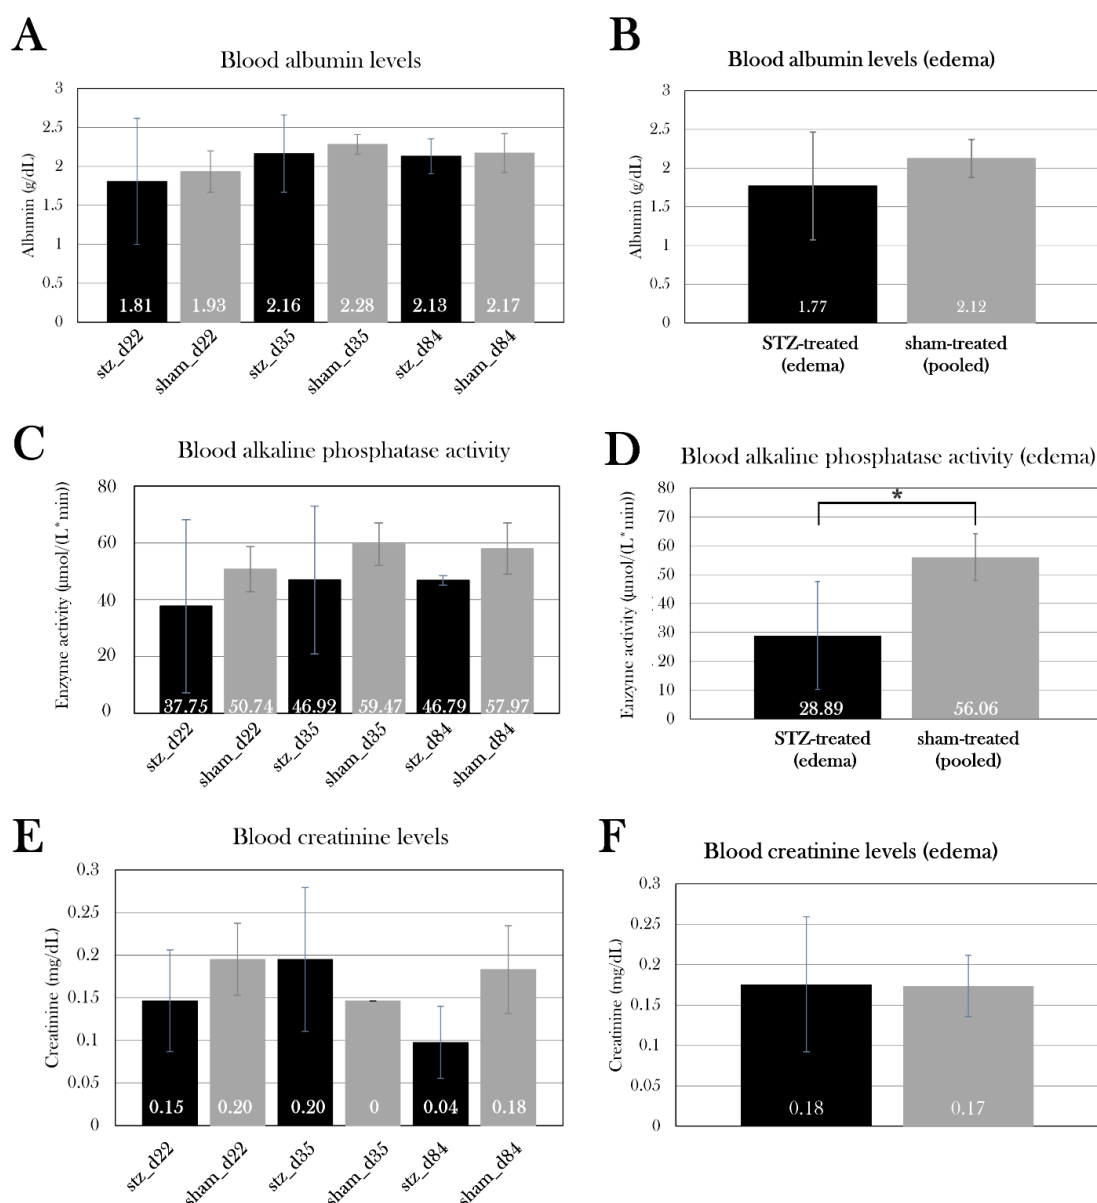 A
Blood albumin levels
Albumin (g/dL)
3
2.5
2
1.5
1
0.5
0
1.81 1.93 2.16 2.28 2.13 2.17
stz_d22 sham_d22 stz_d35 sham_d35 stz_d84 sham_d84
B
Blood albumin levels (edema)
Albumin (g/dL)
3
2.5
2
1.5
1
0.5
0
1.77 2.12
STZ-treated (edema)
sham-treated (pooled)
C
Blood alkaline phosphatase activity
Enzyme activity (μmol/(L*min))
80
60
40
20
0
37.75 50.74 46.92 59.47 46.79 57.97
stz_d22 sham_d22 stz_d35 sham_d35 stz_d84 sham_d84
D
Blood alkaline phosphatase activity (edema)
Enzyme activity (μmol/(L*min))
80
70
60
50
40
30
20
10
0
*
28.89 56.06
STZ-treated (edema)
sham-treated (pooled)
E
Blood creatinine levels
Creatinine (mg/dL)
0.3
0.25
0.2
0.15
0.1
0.05
0
0.15 0.20 0.20 0 0.04 0.18
stz_d22 sham_d22 stz_d35 sham_d35 stz_d84 sham_d84
F
Blood creatinine levels (edema)
Creatinine (mg/dL)
0.3
0.25
0.2
0.15
0.1
0.05
0
0.18 0.17